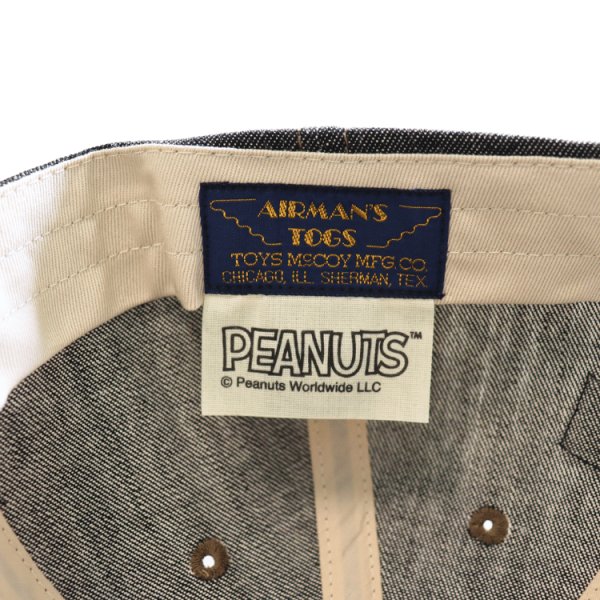 AIRMAN'S
TOGS
TOYS McCOY MFG. CO.
CHICAGO, ILL. SHERMAN, TEX.
PEANUTS™
© Peanuts Worldwide LLC